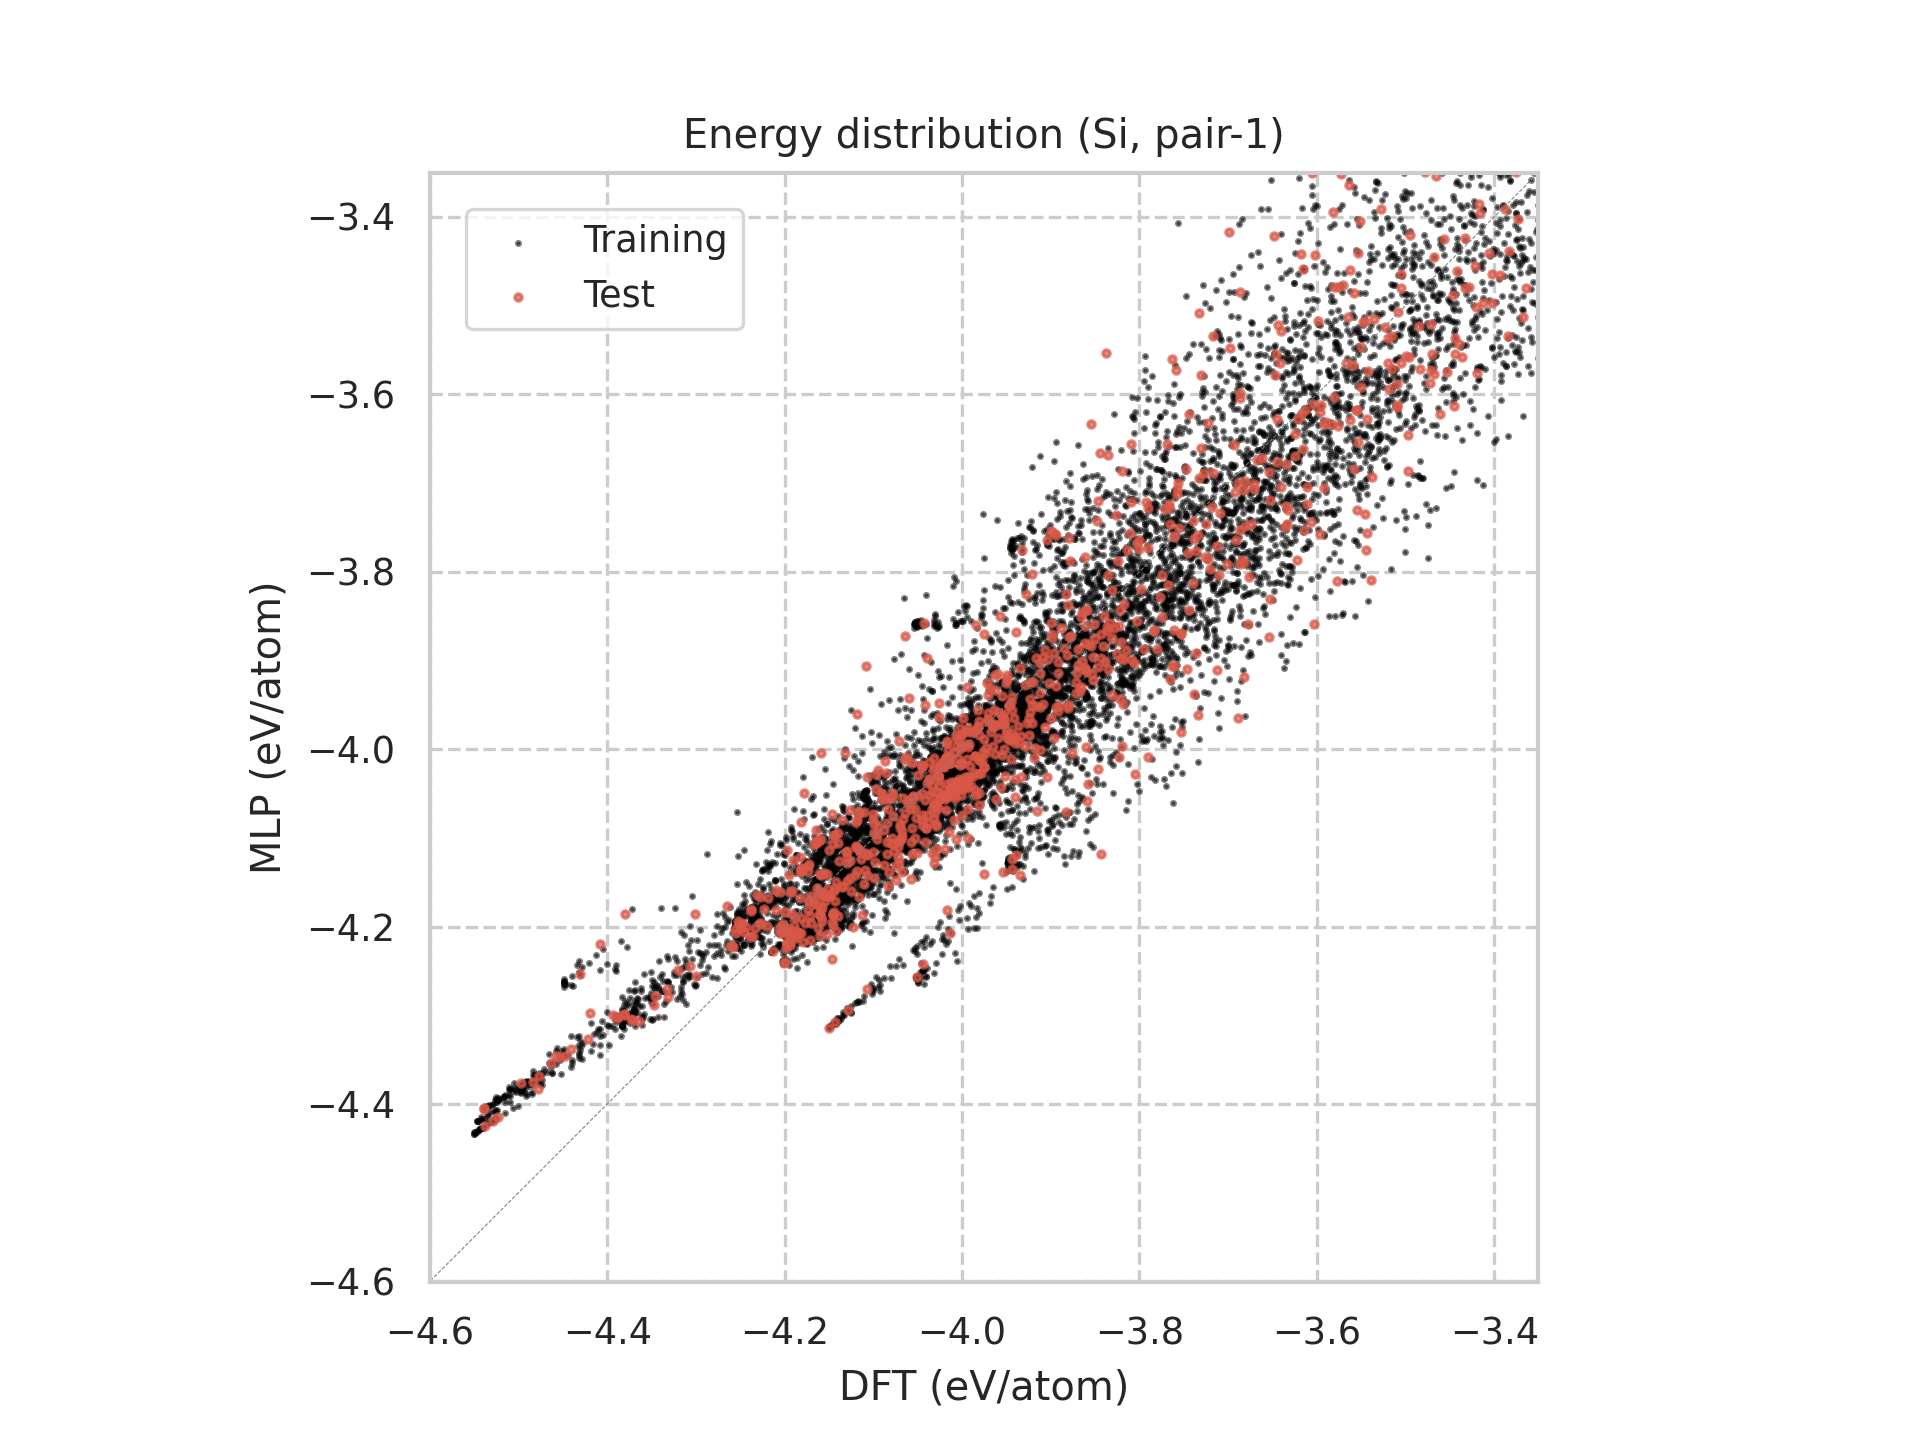 Energy distribution (Si, pair-1)
Training
Test
MLP (eV/atom)
−3.4
−3.6
−3.8
−4.0
−4.2
−4.4
−4.6
−4.6 −4.4 −4.2 −4.0 −3.8 −3.6 −3.4
DFT (eV/atom)